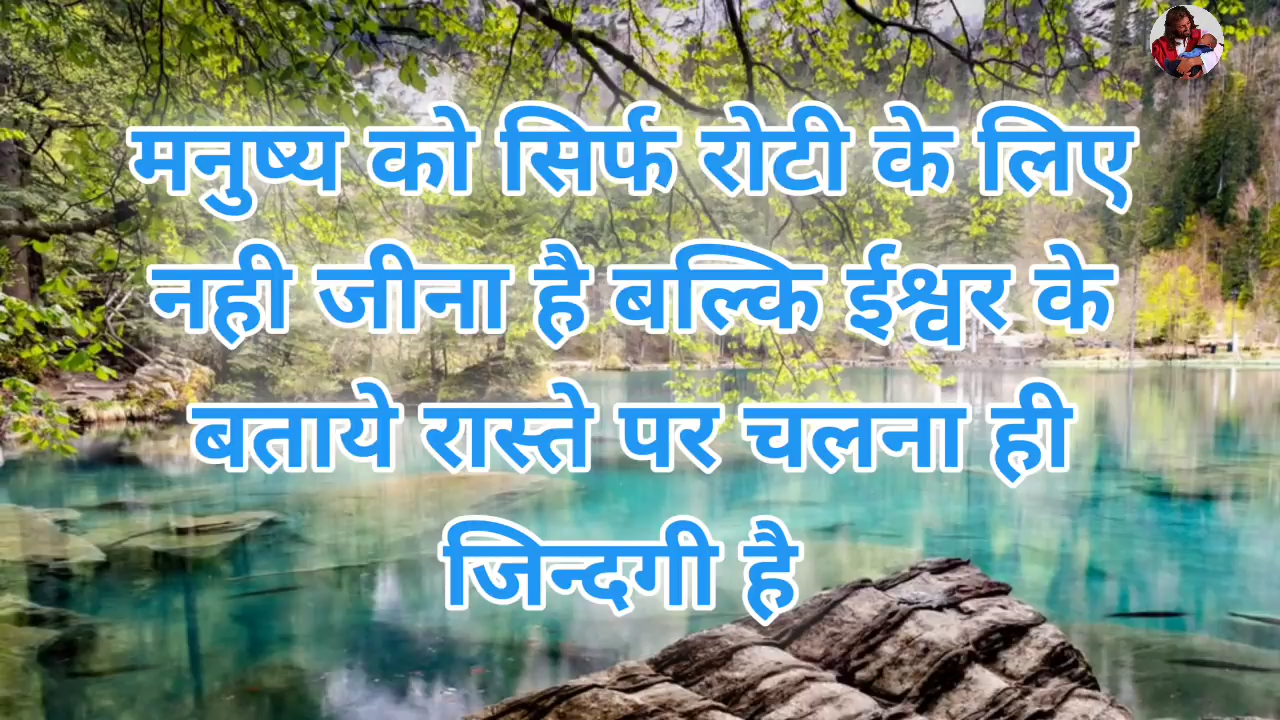 मनुष्य को सिर्फ रोटी के लिए
नही जीना है बल्कि ईश्वर के
बताये रास्ते पर चलना ही
जिन्दगी है